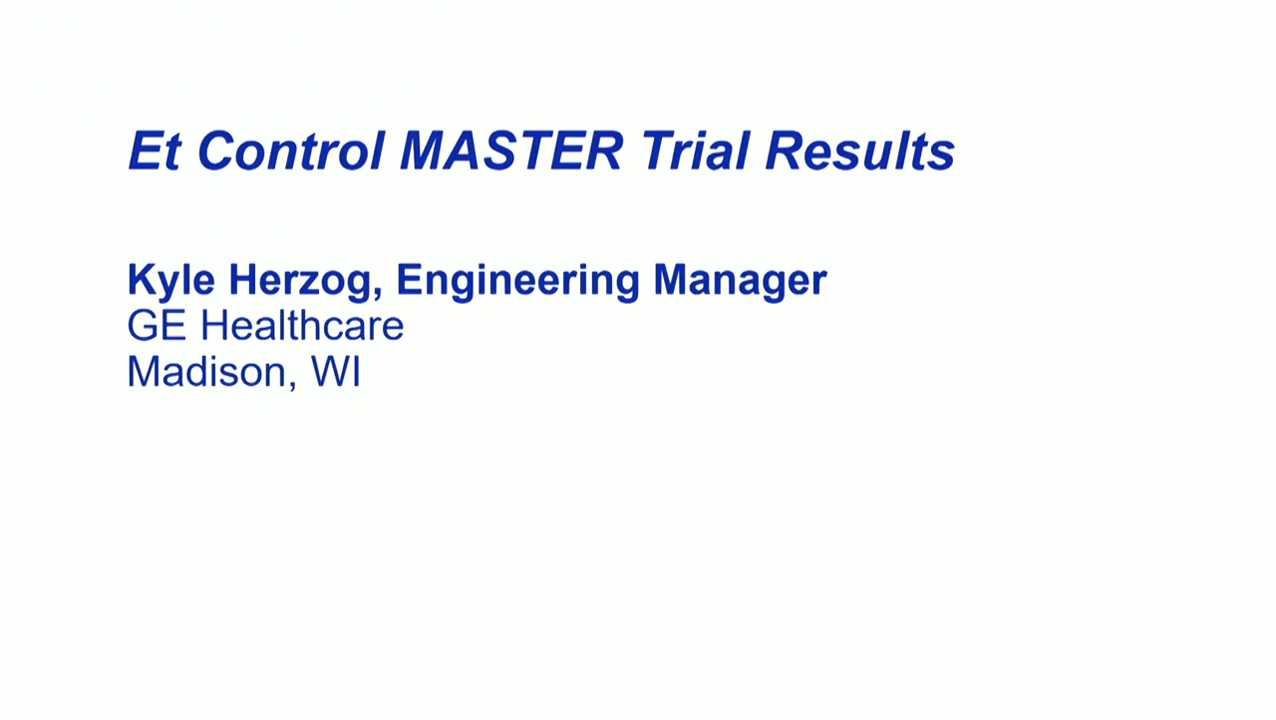 Et Control MASTER Trial Results
Kyle Herzog, Engineering Manager
GE Healthcare
Madison, WI